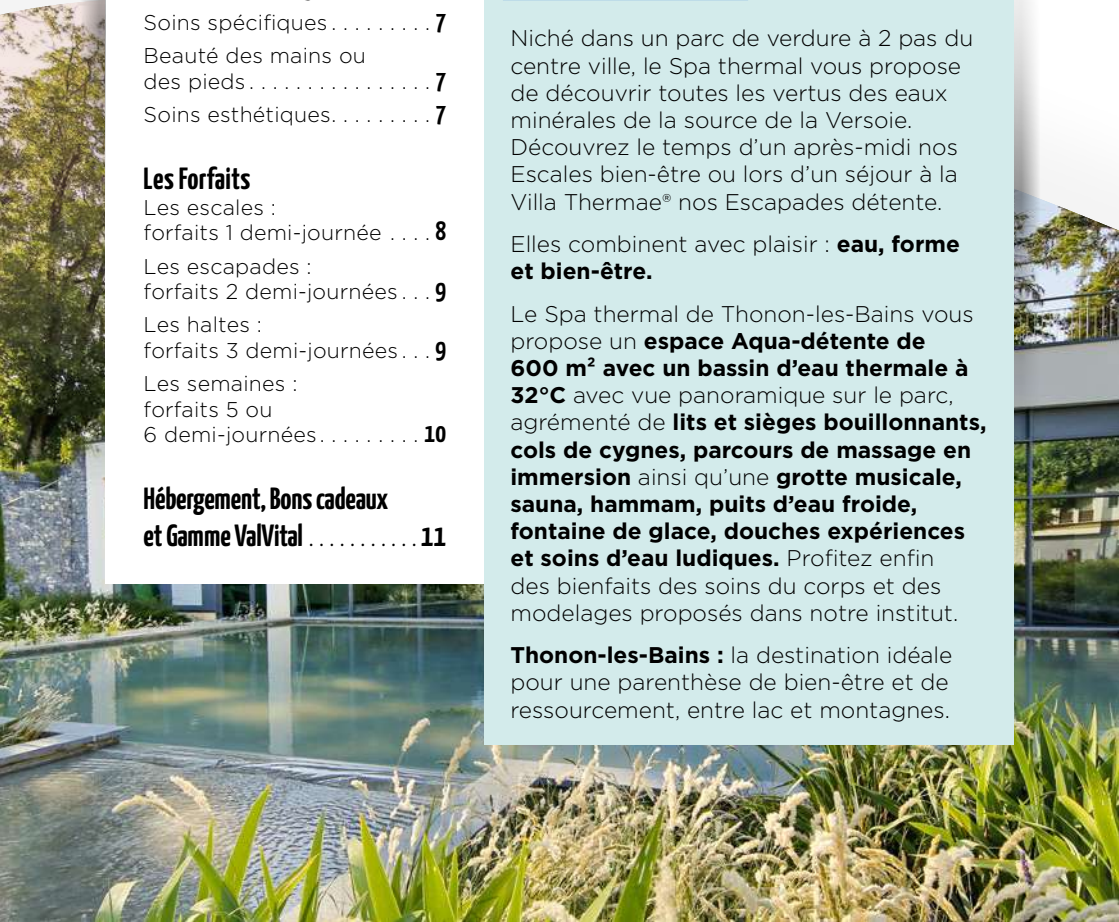 Soins spécifiques . . . . . . . . . 7
Beauté des mains ou
des pieds . . . . . . . . . . . . . . . . 7
Soins esthétiques. . . . . . . . . 7
Les Forfaits
Les escales :
forfaits 1 demi-journée . . . . 8
Les escapades :
forfaits 2 demi-journées . . . 9
Les haltes :
forfaits 3 demi-journées . . . 9
Les semaines :
forfaits 5 ou
6 demi-journées . . . . . . . . . 10
Hébergement, Bons cadeaux
et Gamme ValVital . . . . . . . . . . . 11
Niché dans un parc de verdure à 2 pas du
centre ville, le Spa thermal vous propose
de découvrir toutes les vertus des eaux
minérales de la source de la Versoie.
Découvrez le temps d’un après-midi nos
Escales bien-être ou lors d’un séjour à la
Villa Thermae® nos Escapades détente.
Elles combinent avec plaisir : eau, forme
et bien-être.
Le Spa thermal de Thonon-les-Bains vous
propose un espace Aqua-détente de
600 m² avec un bassin d’eau thermale à
32°C avec vue panoramique sur le parc,
agrémenté de lits et sièges bouillonnants,
cols de cygnes, parcours de massage en
immersion ainsi qu’une grotte musicale,
sauna, hammam, puits d’eau froide,
fontaine de glace, douches expériences
et soins d’eau ludiques. Profitez enfin
des bienfaits des soins du corps et des
modelages proposés dans notre institut.
Thonon-les-Bains : la destination idéale
pour une parenthèse de bien-être et de
ressourcement, entre lac et montagnes.